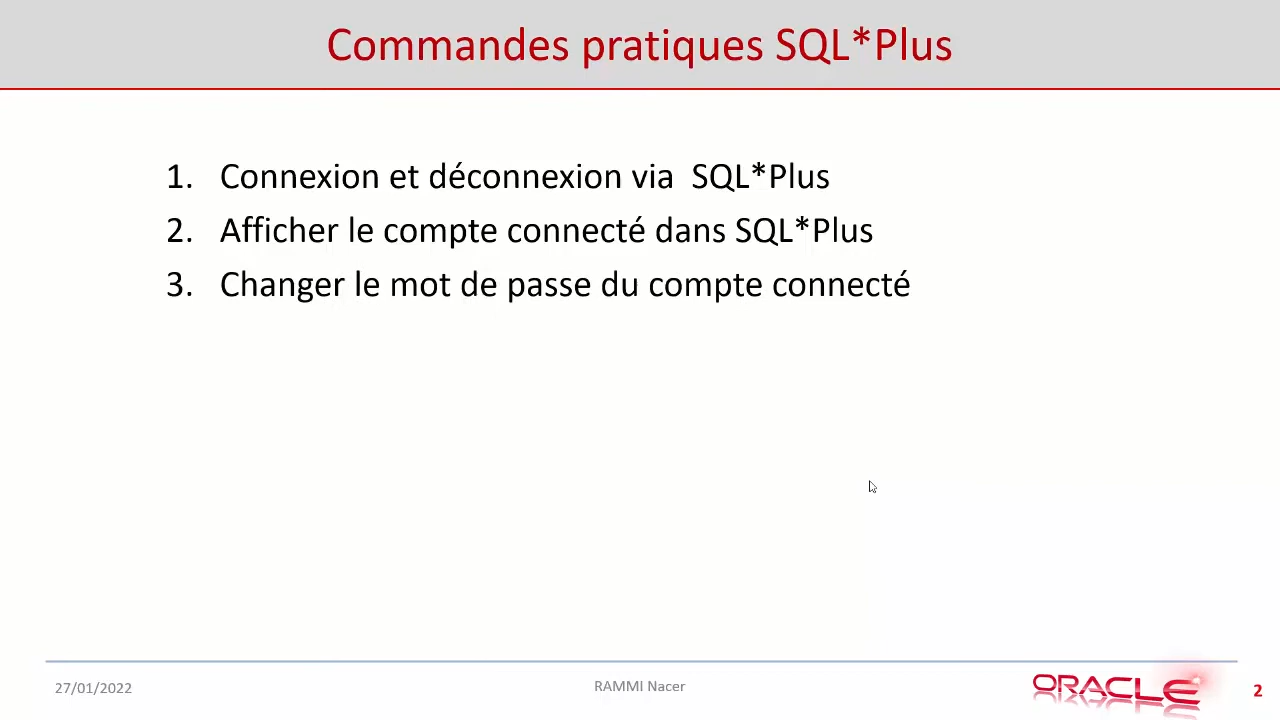 Commandes pratiques SQL*Plus
1. Connexion et déconnexion via SQL*Plus
2. Afficher le compte connecté dans SQL*Plus
3. Changer le mot de passe du compte connecté
27/01/2022
RAMMI Nacer
ORACLE
2